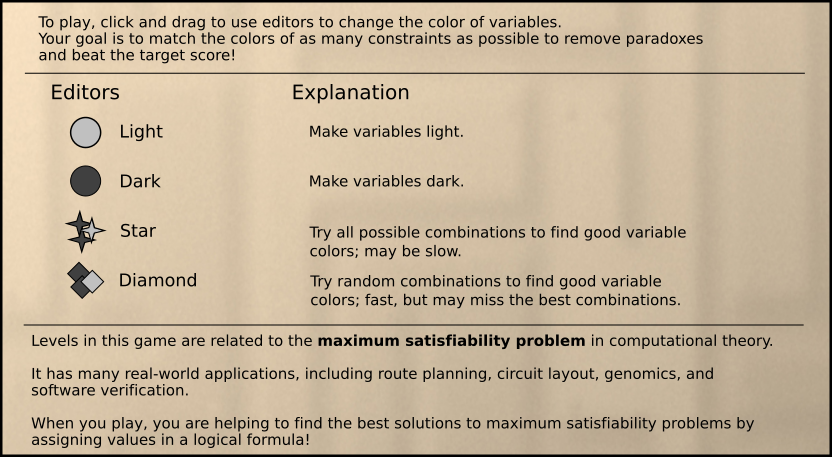 To play, click and drag to use editors to change the color of variables.
Your goal is to match the colors of as many constraints as possible to remove paradoxes
and beat the target score!
Editors Explanation
Light Make variables light.
Dark Make variables dark.
Star Try all possible combinations to find good variable
colors; may be slow.
Diamond Try random combinations to find good variable
colors; fast, but may miss the best combinations.
Levels in this game are related to the maximum satisfiability problem in computational theory.
It has many real-world applications, including route planning, circuit layout, genomics, and
software verification.
When you play, you are helping to find the best solutions to maximum satisfiability problems by
assigning values in a logical formula!